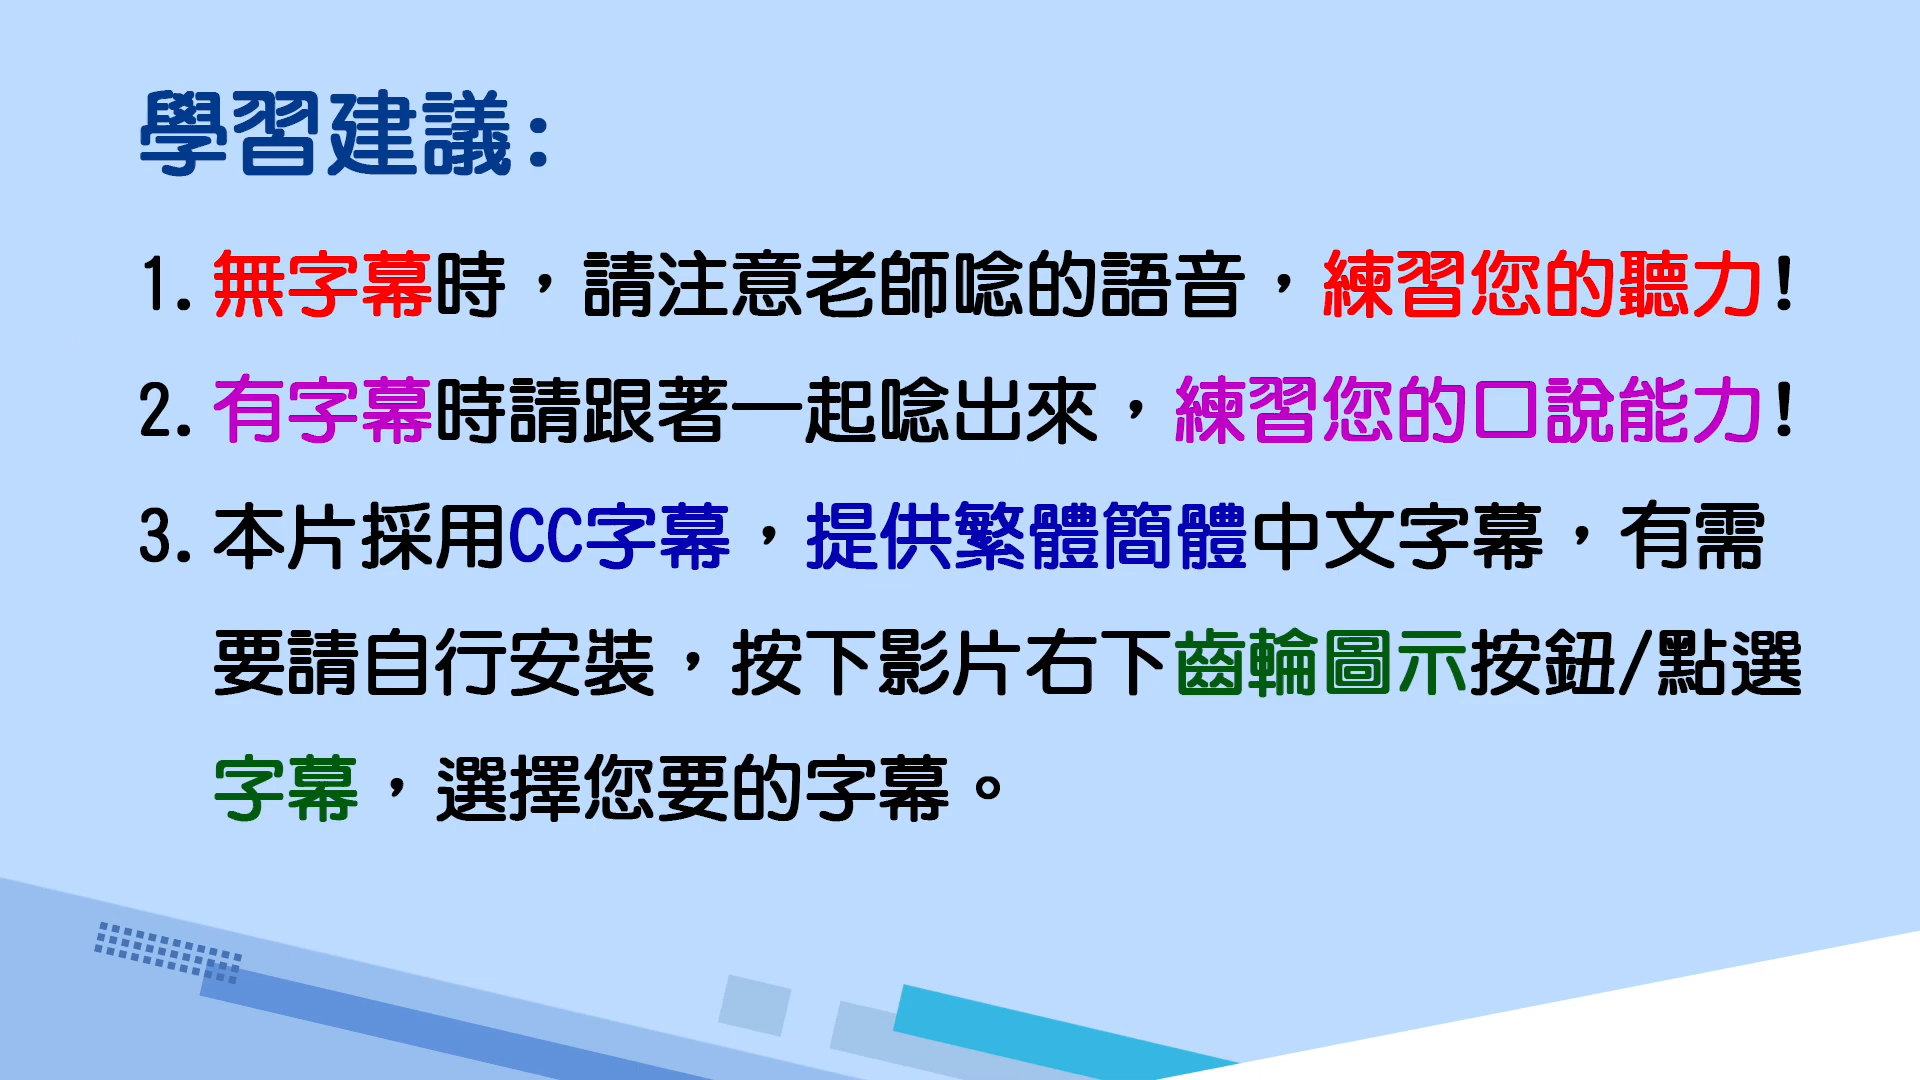 學習建議:
1.無字幕時，請注意老師唸的語音，練習您的聽力!
2.有字幕時請跟著一起唸出來，練習您的口說能力!
3.本片採用CC字幕，提供繁體簡體中文字幕，有需
要請自行安裝，按下影片右下齒輪圖示按鈕/點選
字幕，選擇您要的字幕。